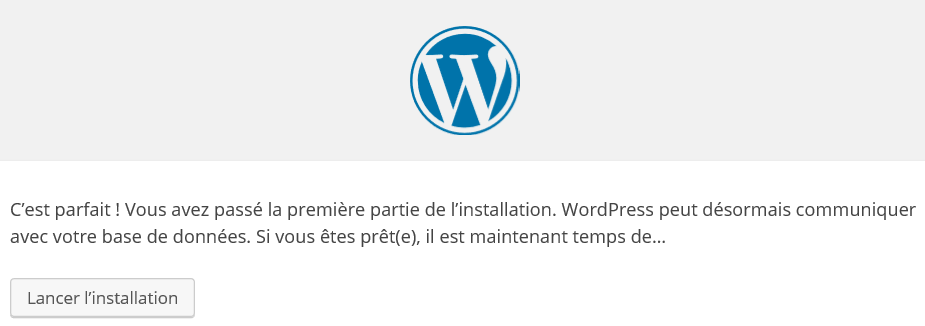 C’est parfait ! Vous avez passé la première partie de l’installation. WordPress peut désormais communiquer
avec votre base de données. Si vous êtes prêt(e), il est maintenant temps de…
Lancer l’installation